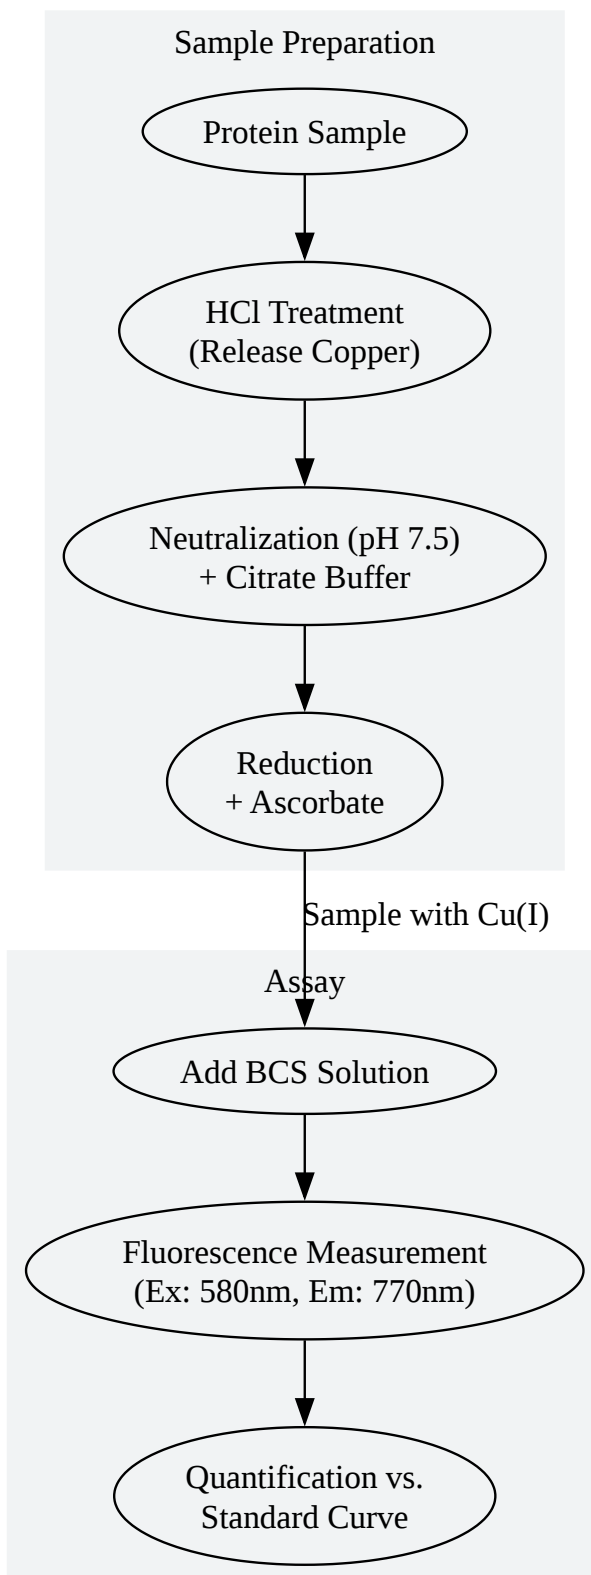 Sample Preparation
Protein Sample
HCl Treatment
(Release Copper)
Neutralization (pH 7.5)
+ Citrate Buffer
Reduction
+ Ascorbate
Sample with Cu(I)
Assay
Add BCS Solution
Fluorescence Measurement
(Ex: 580nm, Em: 770nm)
Quantification vs.
Standard Curve